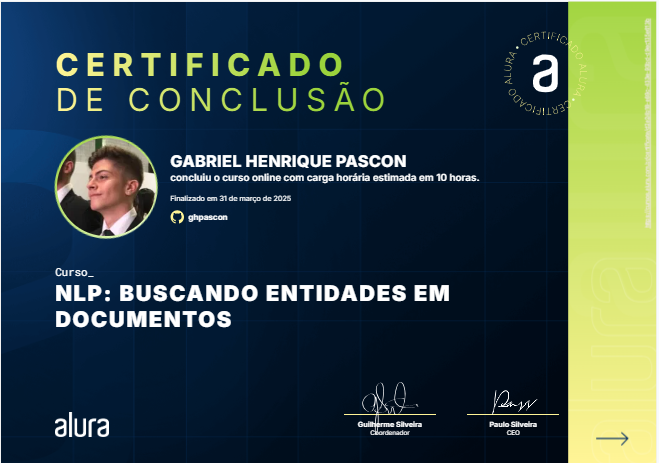 CERTIFICADO
DE CONCLUSÃO
CERTIFICADO ALURA • CERTIFICADO ALURA •
a
GABRIEL HENRIQUE PASCON
concluiu o curso online com carga horária estimada em 10 horas.
Finalizado em 31 de março de 2025
ghpascon
Curso_
NLP: BUSCANDO ENTIDADES EM
DOCUMENTOS
alura
Guilherme Silveira
Coordenador
Paulo Silveira
CEO
alura